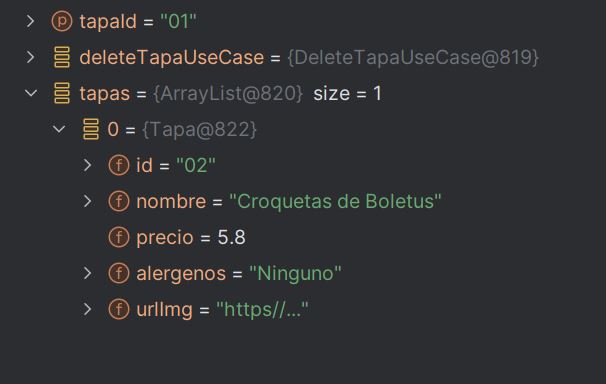 p tapaId = "01"
deleteTapaUseCase = {DeleteTapaUseCase@819}
tapas = {ArrayList@820} size = 1
0 = {Tapa@822}
f id = "02"
f nombre = "Croquetas de Boletus"
f precio = 5.8
f alergenos = "Ninguno"
f urlImg = "https//..."